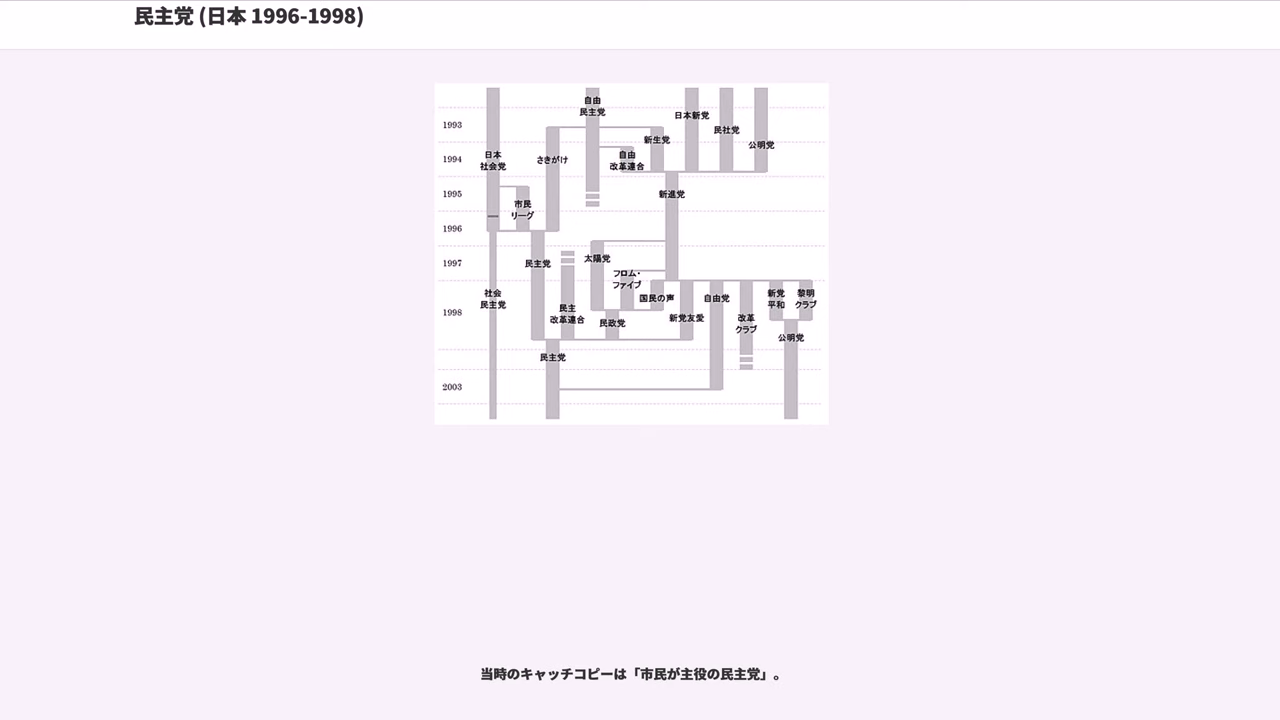 民主党 (日本 1996-1998)
自由
民主党
日本新党
1993
民社党
新生党
公明党
日本
社会党
1994
さきがけ
自由
改革連合
1995
新進党
市民
リーグ
1996
太陽党
1997
民主党
フロム・
ファイブ
社会
民主党
国民の声
自由党
新党
平和
黎明
クラブ
民主
改革連合
1998
新党友愛
改革
クラブ
民政党
公明党
民主党
2003
当時のキャッチコピーは「市民が主役の民主党」。